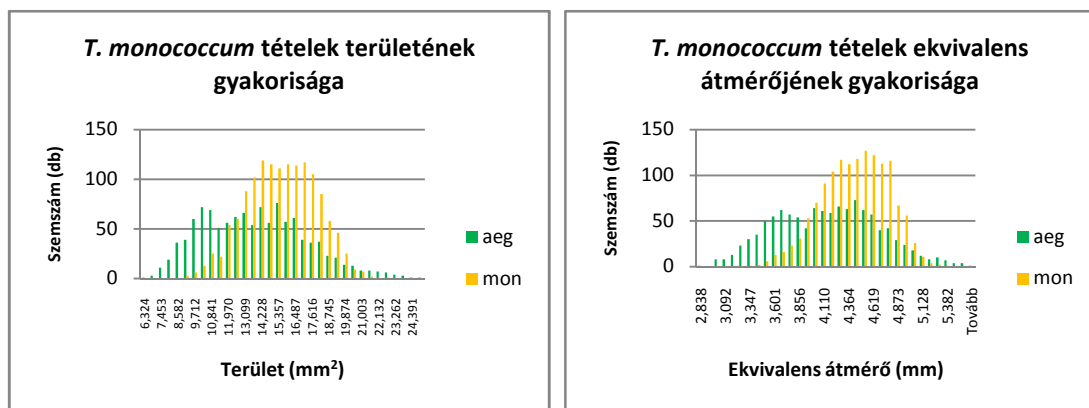 T. monococcum tételek területének
gyakorisága
150
100
50
0
Szemszám (db)
6,324
7,453
8,582
9,712
10,841
11,970
13,099
14,228
15,357
16,487
17,616
18,745
19,874
21,003
22,132
23,262
24,391
Terület (mm²)
aeg
mon
T. monococcum tételek ekvivalens
átmérőjének gyakorisága
150
100
50
0
Szemszám (db)
2,838
3,092
3,347
3,601
3,856
4,110
4,364
4,619
4,873
5,128
5,382
Tovább
Ekvivalens átmérő (mm)
aeg
mon